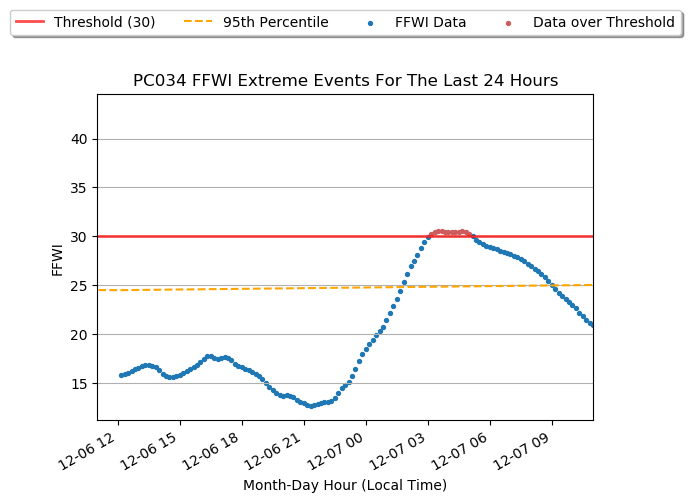 Threshold (30) 95th Percentile FFWI Data Data over Threshold
PC034 FFWI Extreme Events For The Last 24 Hours
40
35
30
25
20
15
FFWI
12-06 12 12-06 15 12-06 18 12-06 21 12-07 00 12-07 03 12-07 06 12-07 09
Month-Day Hour (Local Time)